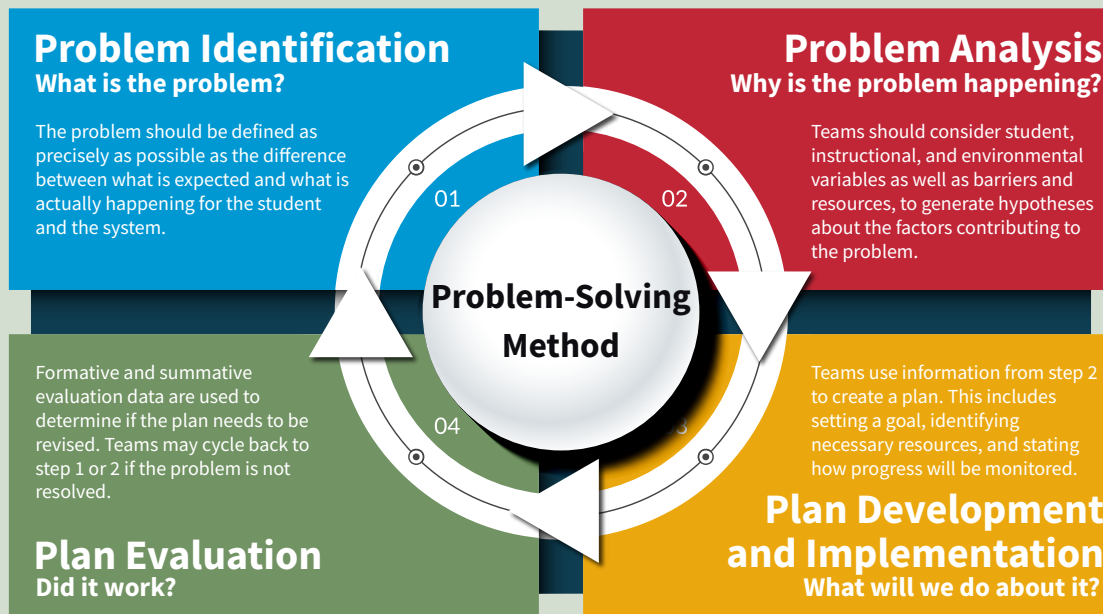 Problem Identification
What is the problem?
The problem should be defined as
precisely as possible as the difference
between what is expected and what is
actually happening for the student
and the system.
01
Problem Analysis
Why is the problem happening?
Teams should consider student,
instructional, and environmental
variables as well as barriers and
resources, to generate hypotheses
about the factors contributing to
the problem.
02
Problem-Solving
Method
Teams use information from step 2
to create a plan. This includes
setting a goal, identifying
necessary resources, and stating
how progress will be monitored.
03
Plan Development
and Implementation
What will we do about it?
Formative and summative
evaluation data are used to
determine if the plan needs to be
revised. Teams may cycle back to
step 1 or 2 if the problem is not
resolved.
04
Plan Evaluation
Did it work?